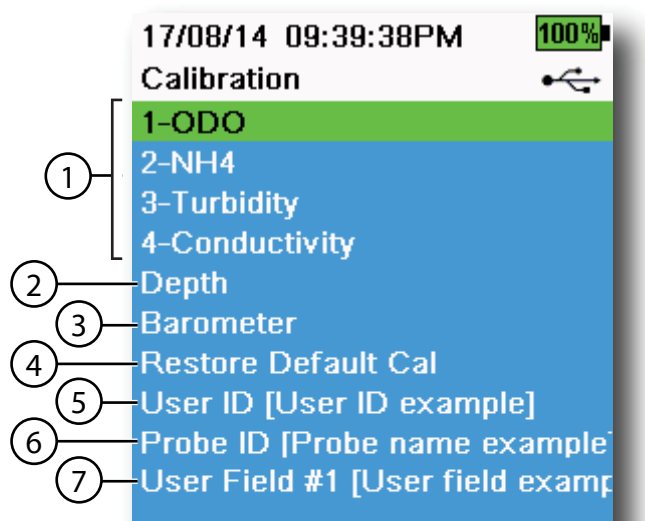 17/08/14 09:39:38PM 100%
Calibration
1 1-ODO
2-NH4
3-Turbidity
4-Conductivity
2 Depth
3 Barometer
4 Restore Default Cal
5 User ID [User ID example]
6 Probe ID [Probe name example
7 User Field #1 [User field examp